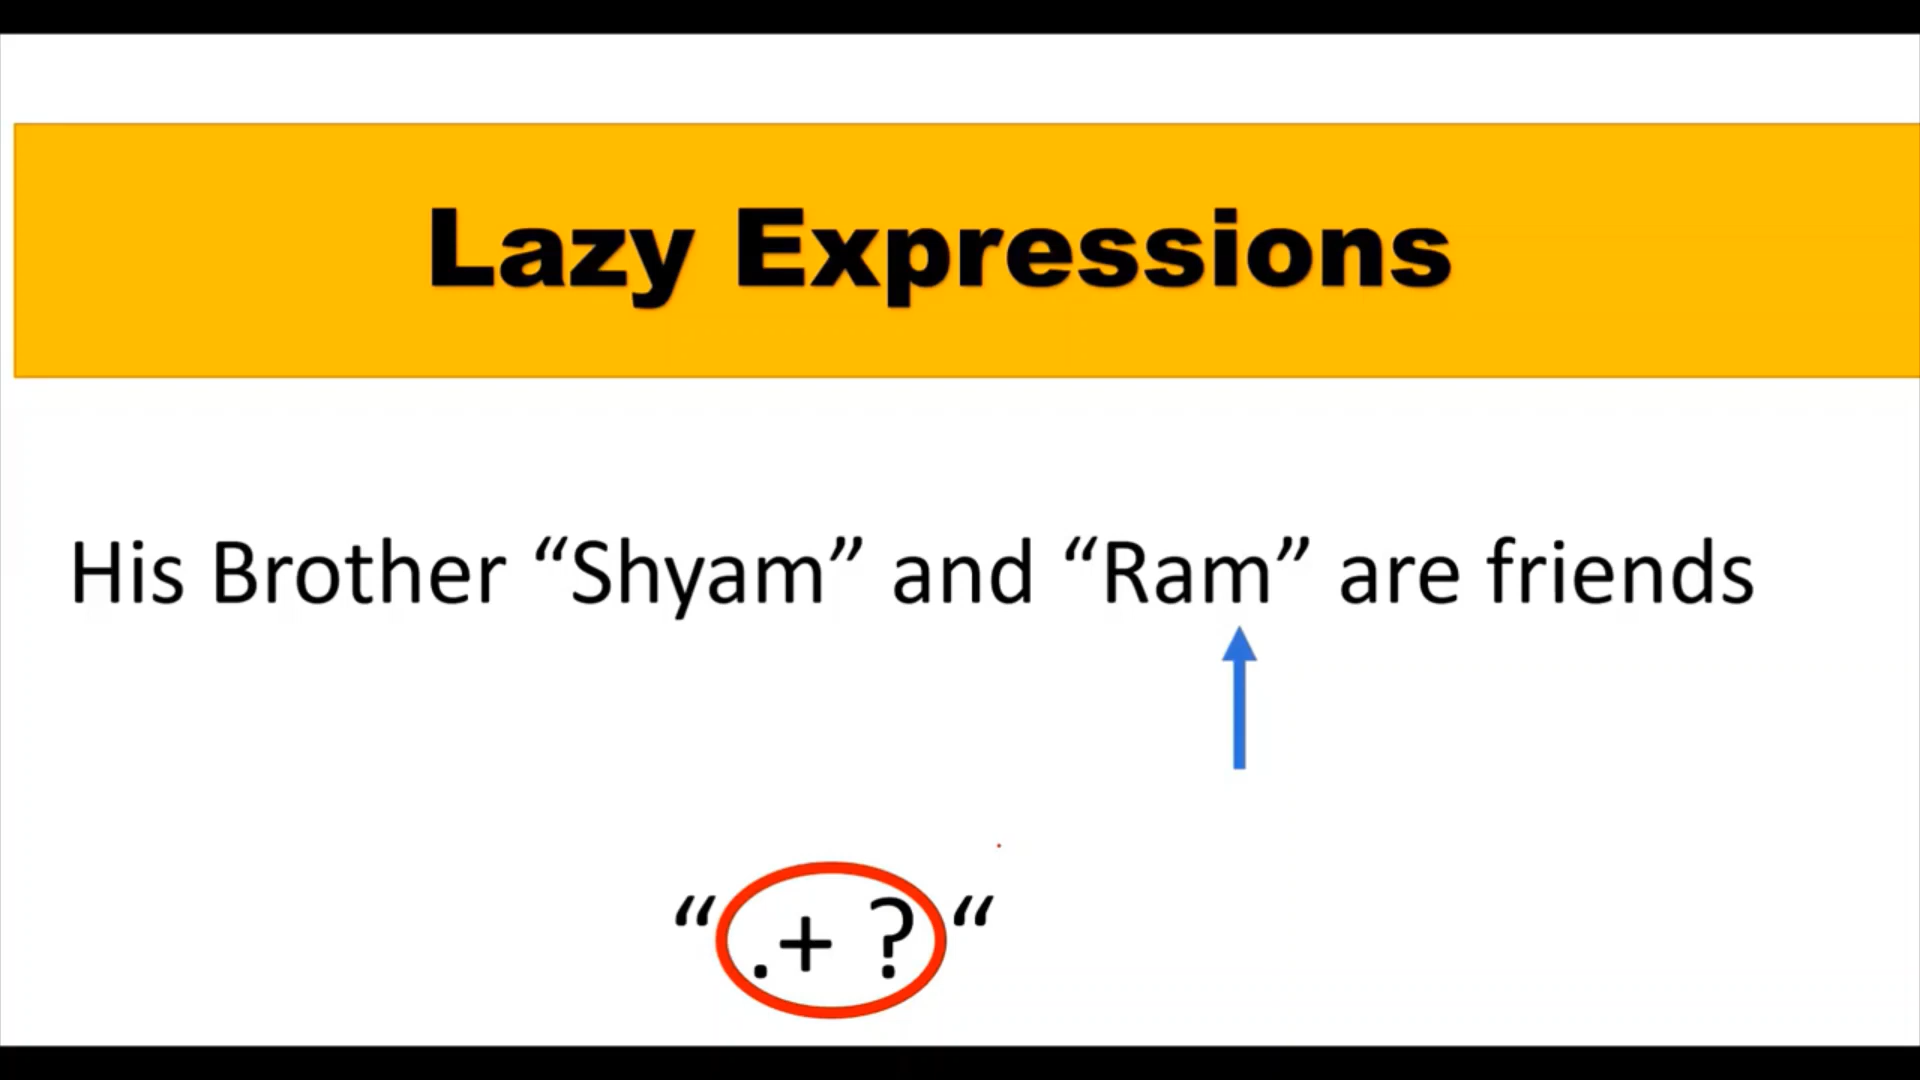 Lazy Expressions
His Brother “Shyam” and “Ram” are friends
“.+ ?“